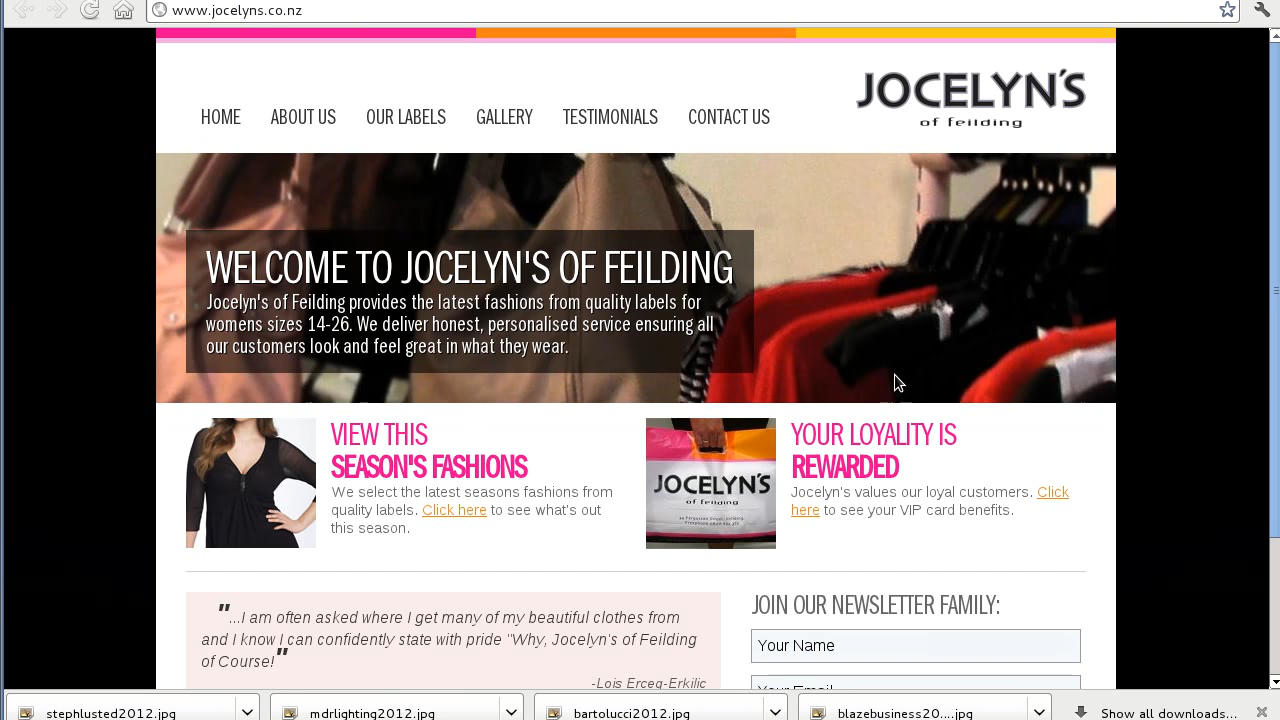 www.jocelyns.co.nz
JOCELYN'S
of feilding
HOME ABOUT US OUR LABELS GALLERY TESTIMONIALS CONTACT US
WELCOME TO JOCELYN'S OF FEILDING
Jocelyn's of Feilding provides the latest fashions from quality labels for
womens sizes 14-26. We deliver honest, personalised service ensuring all
our customers look and feel great in what they wear.
VIEW THIS
SEASON'S FASHIONS
We select the latest seasons fashions from
quality labels. Click here to see what's out
this season.
JOCELYN'S
of feilding
YOUR LOYALITY IS
REWARDED
Jocelyn's values our loyal customers. Click
here to see your VIP card benefits.
"...I am often asked where I get many of my beautiful clothes from
and I know I can confidently state with pride "Why, Jocelyn's of Feilding
of Course!"
-Lois Erceg-Erkilic
JOIN OUR NEWSLETTER FAMILY:
Your Name
Your Email
stephlusted2012.jpg
mdrlighting2012.jpg
bartolucci2012.jpg
blazebusiness20....jpg
Show all downloads...